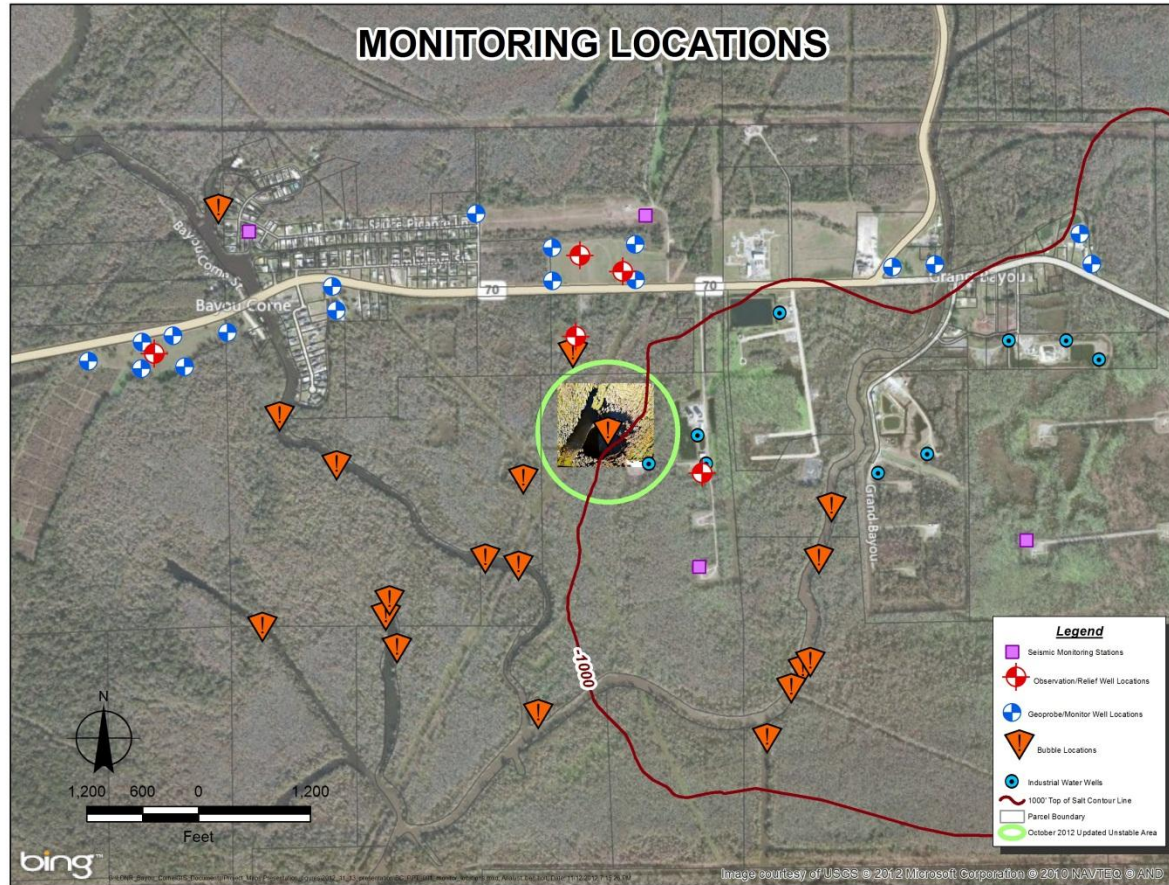 MONITORING LOCATIONS
Bayou Corne St
70
70
Grand Bayou
Bayou Corne
Grand Bayou
-1000
N
1,200 600 0 1,200
Feet
Legend
Seismic Monitoring Stations
Observation/Relief Well Locations
Geoprobe/Monitor Well Locations
Bubble Locations
Industrial Water Wells
1000' Top of Salt Contour Line
Parcel Boundary
October 2012 Updated Unstable Area
bing
Image courtesy of USGS © 2012 Microsoft Corporation © 2010 NAVTEQ © AND